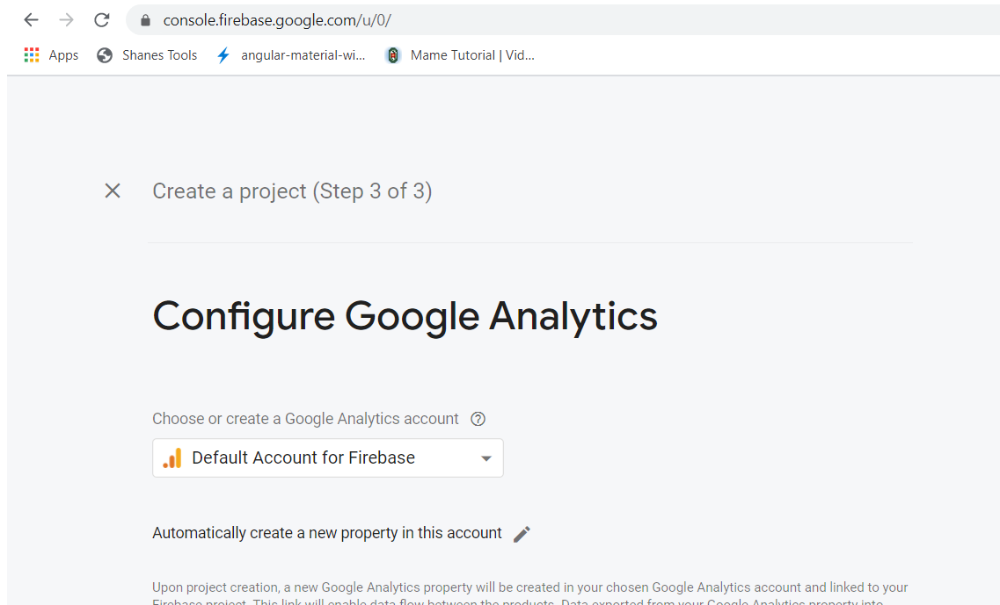 console.firebase.google.com/u/0/
Apps Shanes Tools angular-material-wi... Mame Tutorial | Vid...
Create a project (Step 3 of 3)
Configure Google Analytics
Choose or create a Google Analytics account ?
Default Account for Firebase
Automatically create a new property in this account
Upon project creation, a new Google Analytics property will be created in your chosen Google Analytics account and linked to your
Firebase project. This link will enable data flow between the products. Data exported from your Google Analytics property into